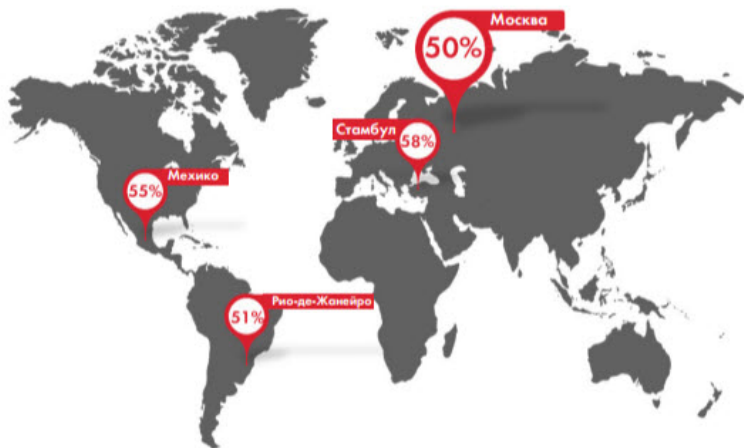 Москва
50%
Стамбул
58%
Мехико
55%
Рио-де-Жанейро
51%